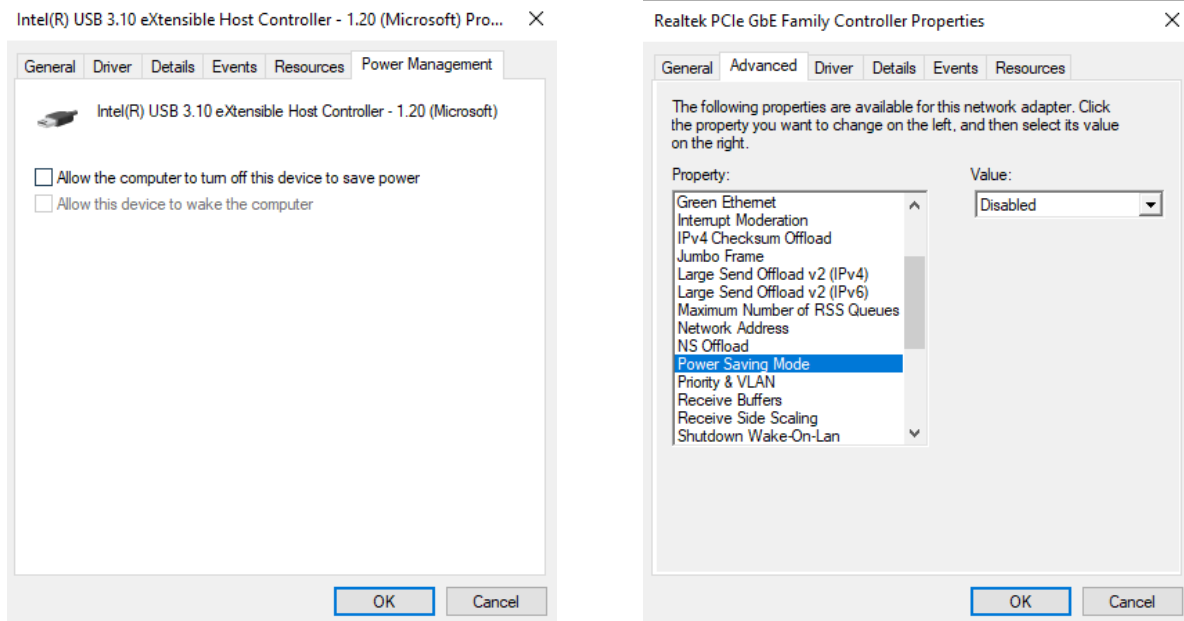 Intel(R) USB 3.10 eXtensible Host Controller - 1.20 (Microsoft) Pro...
General Driver Details Events Resources Power Management
Intel(R) USB 3.10 eXtensible Host Controller - 1.20 (Microsoft)
Allow the computer to turn off this device to save power
Allow this device to wake the computer
OK Cancel
Realtek PCIe GbE Family Controller Properties
General Advanced Driver Details Events Resources
The following properties are available for this network adapter. Click
the property you want to change on the left, and then select its value
on the right.
Property: Value:
Green Ethernet Disabled
Interrupt Moderation
IPv4 Checksum Offload
Jumbo Frame
Large Send Offload v2 (IPv4)
Large Send Offload v2 (IPv6)
Maximum Number of RSS Queues
Network Address
NS Offload
Power Saving Mode
Priority & VLAN
Receive Buffers
Receive Side Scaling
Shutdown Wake-On-Lan
OK Cancel